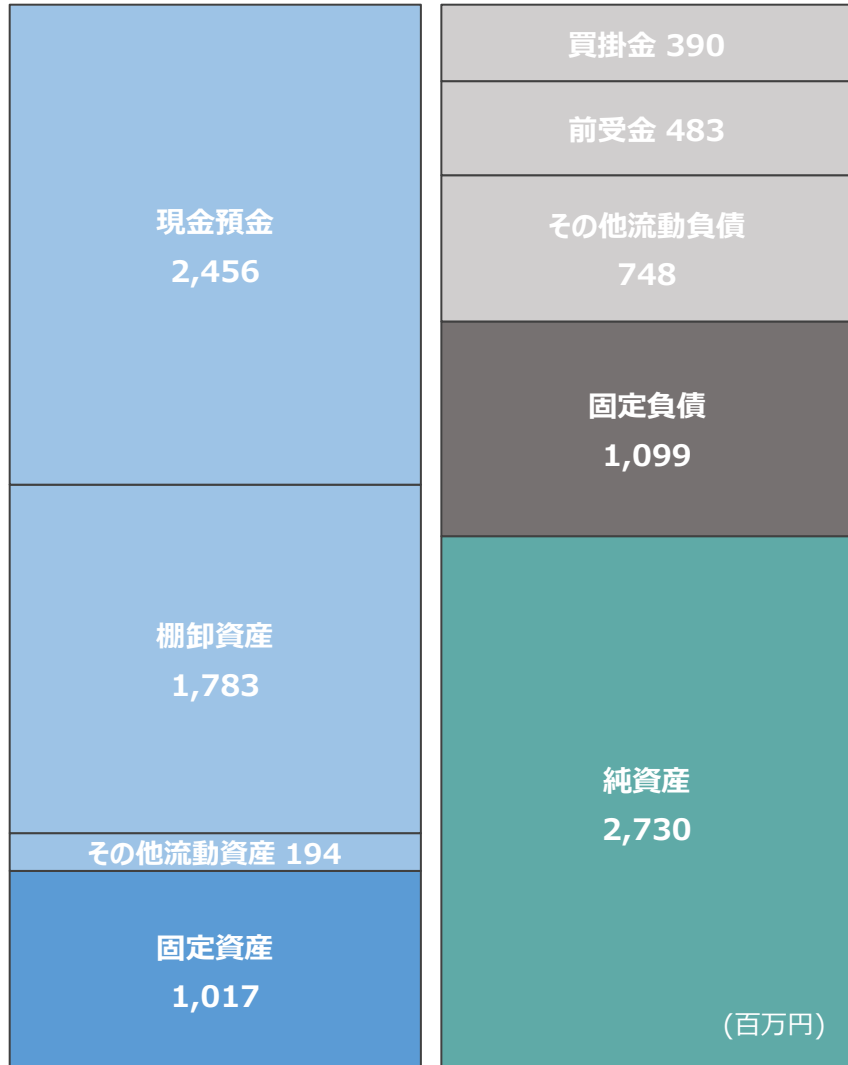 現金預金
2,456
棚卸資産
1,783
その他流動資産 194
固定資産
1,017
買掛金 390
前受金 483
その他流動負債
748
固定負債
1,099
純資産
2,730
(百万円)